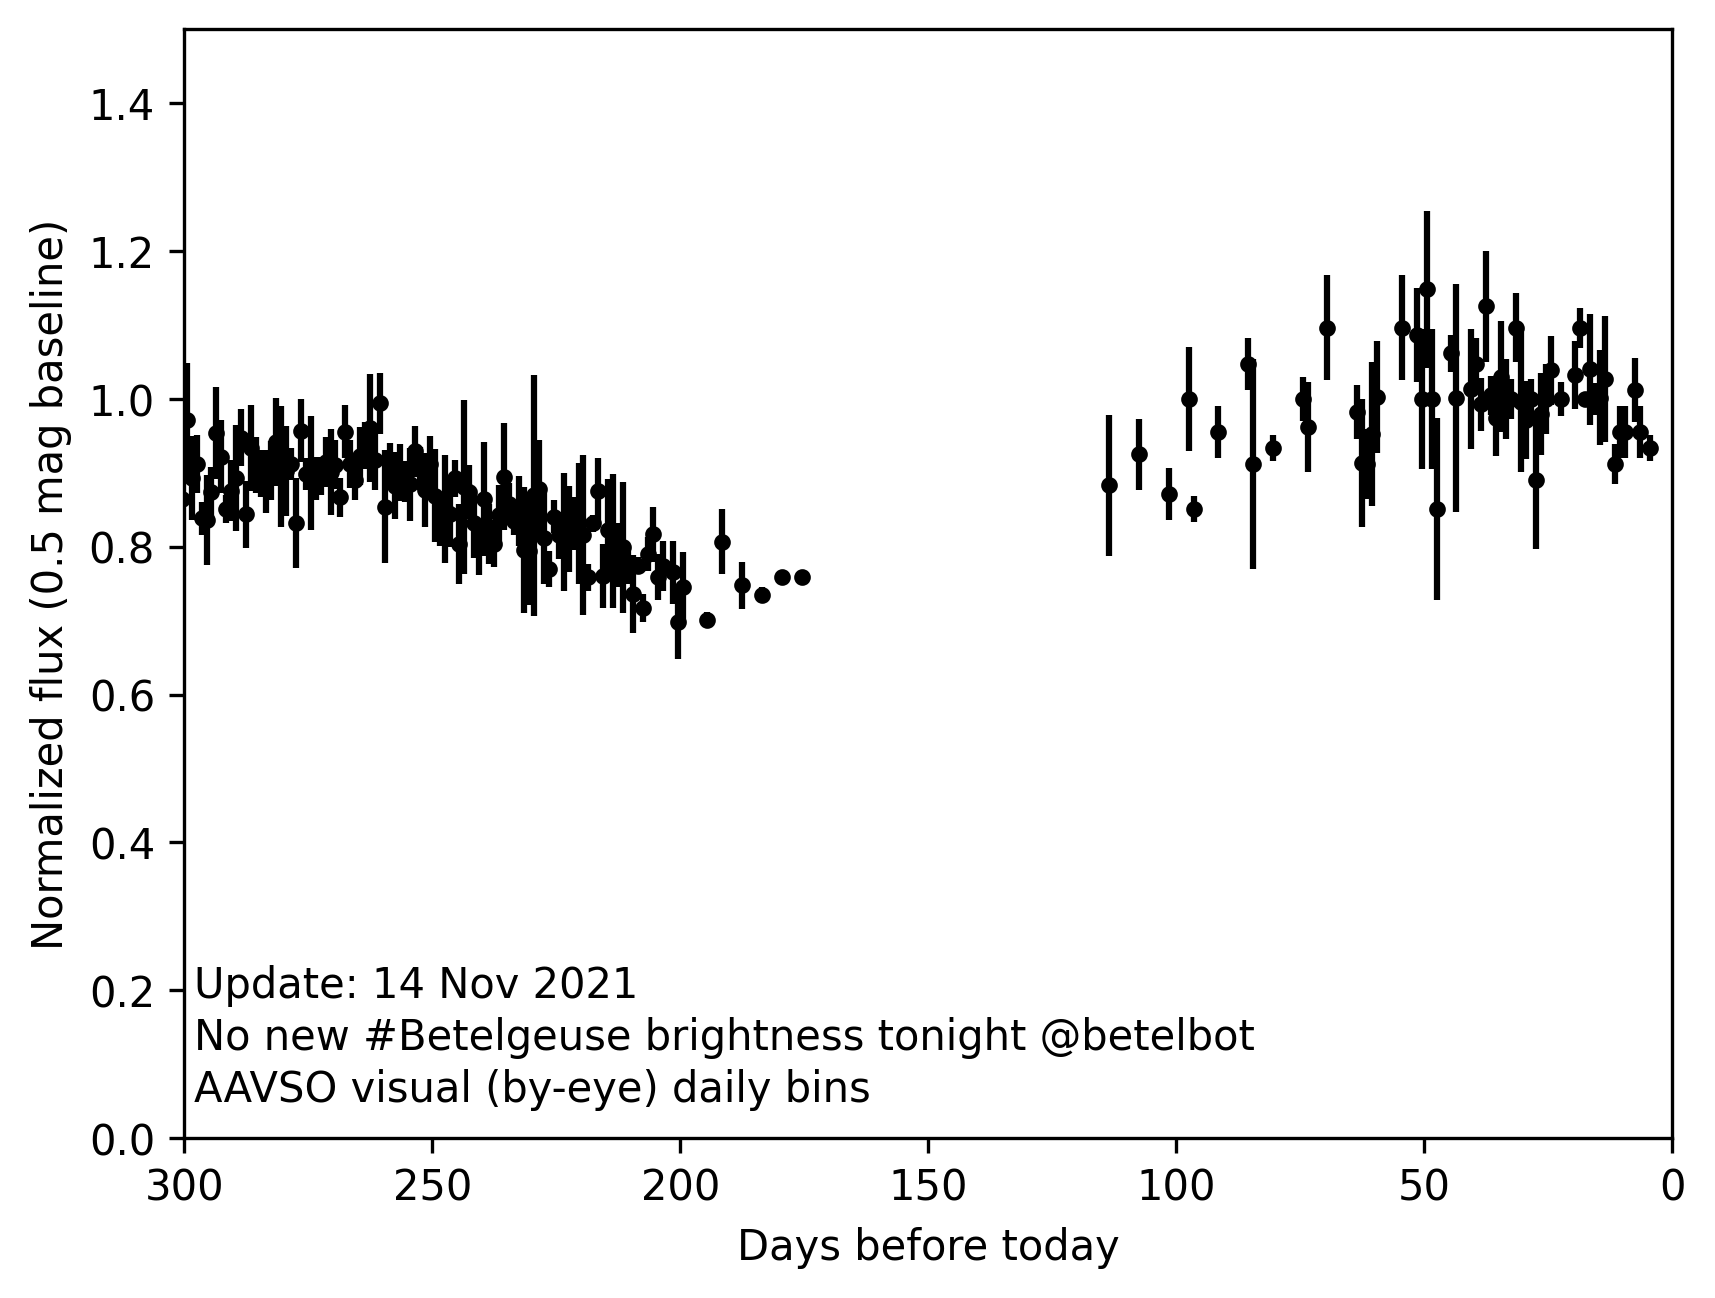 1.4
1.2
1.0
0.8
0.6
0.4
0.2
0.0
Normalized flux (0.5 mag baseline)
Update: 14 Nov 2021
No new #Betelgeuse brightness tonight @betelbot
AAVSO visual (by-eye) daily bins
300 250 200 150 100 50 0
Days before today